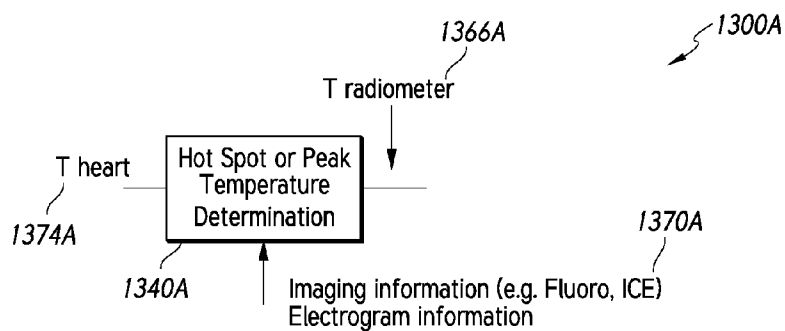 1300A
1366A
T radiometer
Hot Spot or Peak
Temperature
Determination
T heart
1374A
1340A
1370A
Imaging information (e.g. Fluoro, ICE)
Electrogram information